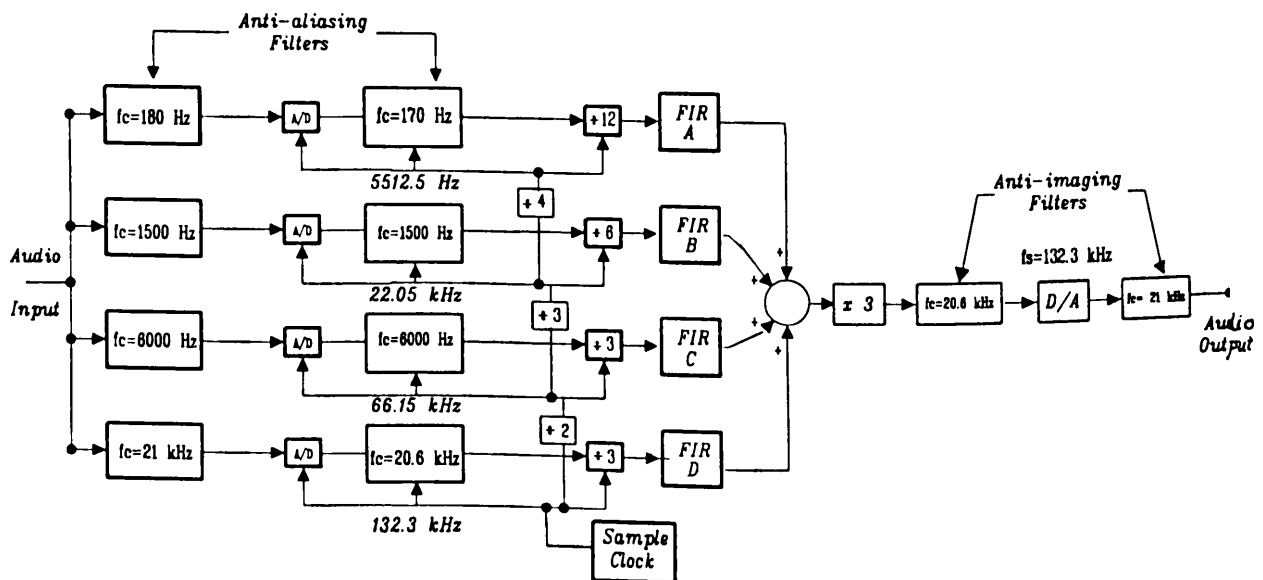 Anti-aliasing
Filters
fc=180 Hz
A/D
fc=170 Hz
÷12
FIR
A
5512.5 Hz
÷4
fc=1500 Hz
A/D
fc=1500 Hz
÷6
FIR
B
22.05 kHz
÷3
Audio
Input
fc=6000 Hz
A/D
fc=6000 Hz
÷3
FIR
C
66.15 kHz
÷2
fc=21 kHz
A/D
fc=20.6 kHz
÷3
FIR
D
132.3 kHz
Sample
Clock
+
+
+
+
x 3
Anti-imaging
Filters
fc=20.6 kHz
fs=132.3 kHz
D/A
fc= 21 kHz
Audio
Output